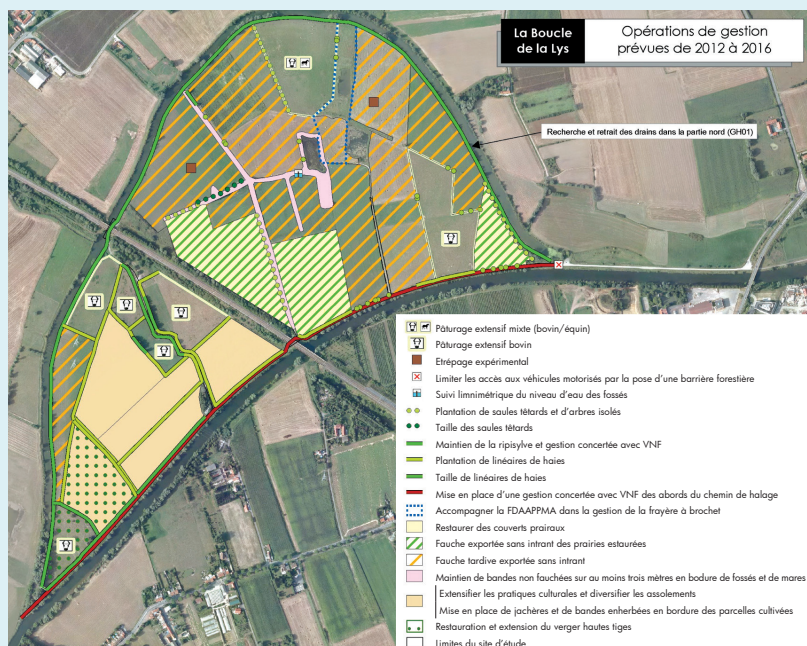 La Boucle
de la Lys
Opérations de gestion
prévues de 2012 à 2016
Recherche et retrait des drains dans la partie nord (GH01)
Pâturage extensif mixte (bovin/équin)
Pâturage extensif bovin
Etrépage expérimental
Limiter les accès aux véhicules motorisés par la pose d'une barrière forestière
Suivi limnimétrique du niveau d'eau des fossés
Plantation de saules têtards et d'arbres isolés
Taille des saules têtards
Maintien de la ripisylve et gestion concertée avec VNF
Plantation de linéaires de haies
Taille de linéaires de haies
Mise en place d'une gestion concertée avec VNF des abords du chemin de halage
Accompagner la FDAAPPMA dans la gestion de la frayère à brochet
Restaurer des couverts prairaux
Fauche exportée sans intrant des prairies estaurées
Fauche tardive exportée sans intrant
Maintien de bandes non fauchées sur au moins trois mètres en bodure de fossés et de mares
Extensifier les pratiques culturales et diversifier les assolements
Mise en place de jachères et de bandes enherbées en bordure des parcelles cultivées
Restauration et extension du verger hautes tiges
Limites du site d'étude